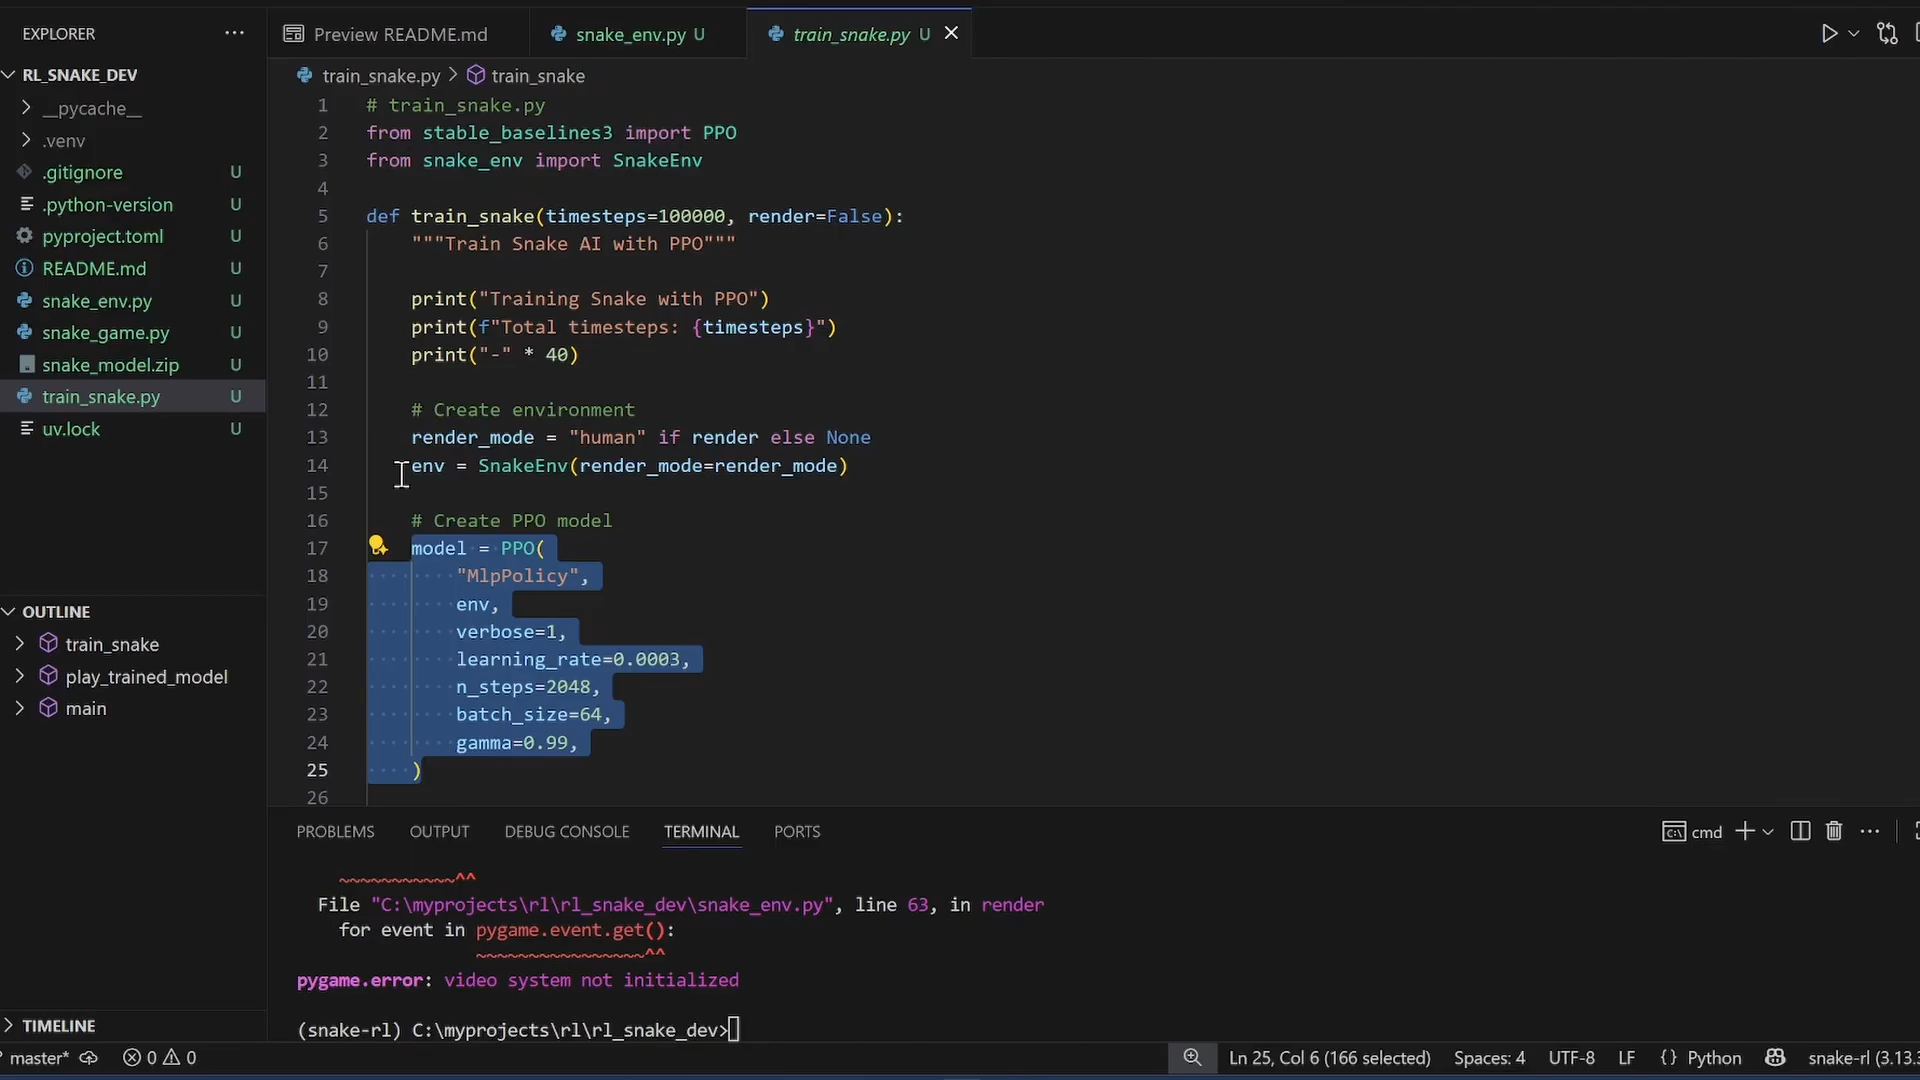 EXPLORER
Preview README.md
snake_env.py U
train_snake.py U
RL_SNAKE_DEV
__pycache__
.venv
.gitignore U
.python-version U
pyproject.toml U
README.md U
snake_env.py U
snake_game.py U
snake_model.zip U
train_snake.py U
uv.lock U
OUTLINE
train_snake
play_trained_model
main
TIMELINE
train_snake.py > train_snake
1 # train_snake.py
2 from stable_baselines3 import PPO
3 from snake_env import SnakeEnv
4
5 def train_snake(timesteps=100000, render=False):
6 """Train Snake AI with PPO"""
7
8 print("Training Snake with PPO")
9 print(f"Total timesteps: {timesteps}")
10 print("-" * 40)
11
12 # Create environment
13 render_mode = "human" if render else None
14 env = SnakeEnv(render_mode=render_mode)
15
16 # Create PPO model
17 model = PPO(
18 "MlpPolicy",
19 env,
20 verbose=1,
21 learning_rate=0.0003,
22 n_steps=2048,
23 batch_size=64,
24 gamma=0.99,
25 )
26
PROBLEMS OUTPUT DEBUG CONSOLE TERMINAL PORTS
cmd
~~~~~~~~~~~^^
File "C:\myprojects\rl\rl_snake_dev\snake_env.py", line 63, in render
for event in pygame.event.get():
~~~~~~~~~~~~~~~~^^
pygame.error: video system not initialized
(snake-rl) C:\myprojects\rl\rl_snake_dev>
master* 0 0
Ln 25, Col 6 (166 selected) Spaces: 4 UTF-8 LF {} Python snake-rl (3.13.3